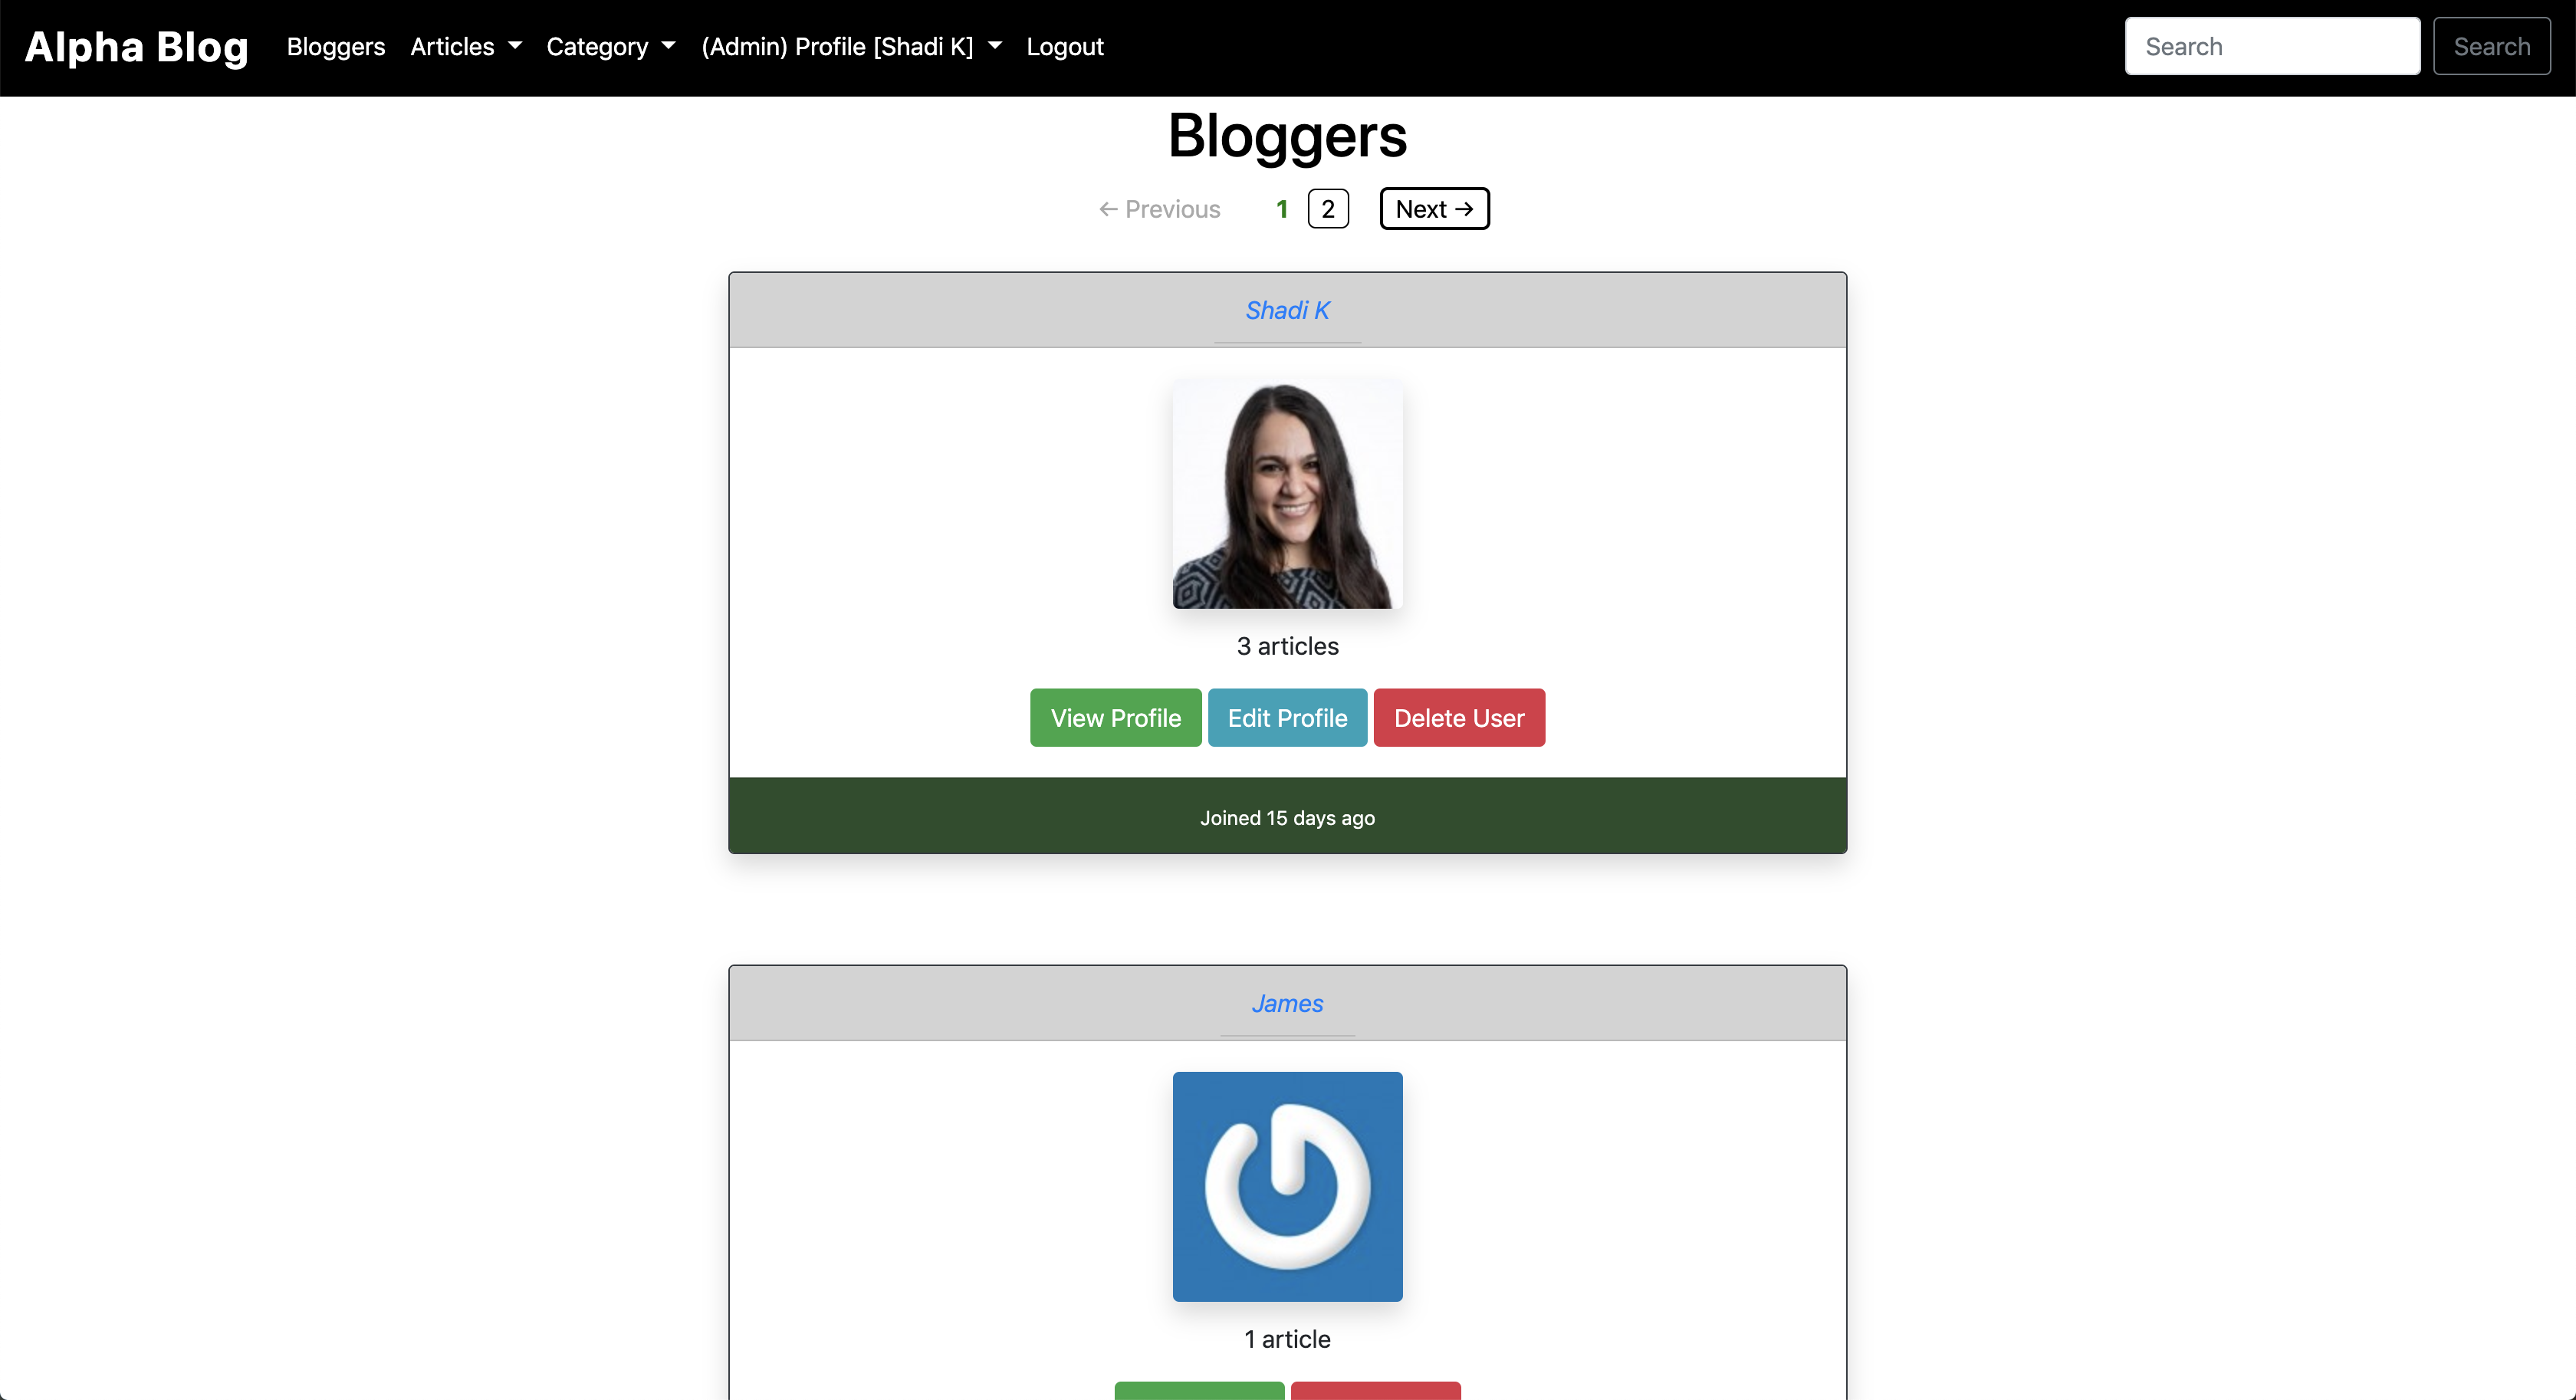 Alpha Blog Bloggers Articles Category (Admin) Profile [Shadi K] Logout Search Search
Bloggers
← Previous 1 2 Next →
Shadi K
3 articles
View Profile Edit Profile Delete User
Joined 15 days ago
James
1 article